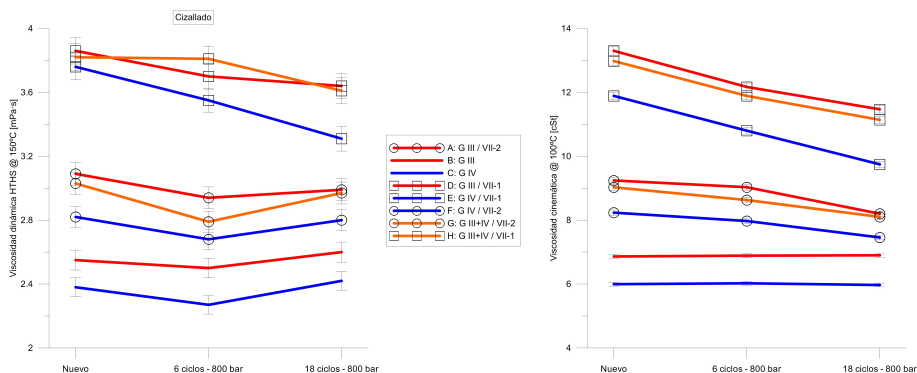 Cizallado
4
3.6
3.2
2.8
2.4
2
Viscosidad dinámica HTHS @ 150ºC [mPa·s]
Nuevo
6 ciclos - 800 bar
18 ciclos - 800 bar
A: G III / VII-2
B: G III
C: G IV
D: G III / VII-1
E: G IV / VII-1
F: G IV / VII-2
G: G III+IV / VII-2
H: G III+IV / VII-1
14
12
10
8
6
4
Viscosidad cinematica @ 100ºC [cSt]
Nuevo
6 ciclos - 800 bar
18 ciclos - 800 bar